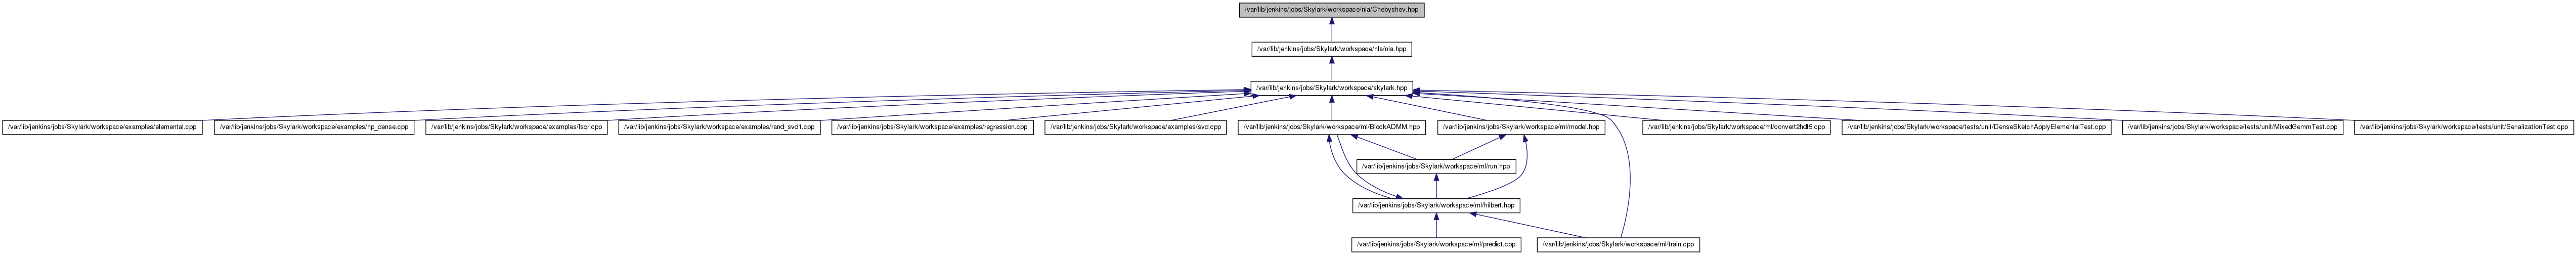 /var/lib/jenkins/jobs/Skylark/workspace/nla/Chebyshev.hpp
/var/lib/jenkins/jobs/Skylark/workspace/nla/nla.hpp
/var/lib/jenkins/jobs/Skylark/workspace/skylark.hpp
/var/lib/jenkins/jobs/Skylark/workspace/examples/elemental.cpp
/var/lib/jenkins/jobs/Skylark/workspace/examples/hp_dense.cpp
/var/lib/jenkins/jobs/Skylark/workspace/examples/lsqr.cpp
/var/lib/jenkins/jobs/Skylark/workspace/examples/rand_svd1.cpp
/var/lib/jenkins/jobs/Skylark/workspace/examples/regression.cpp
/var/lib/jenkins/jobs/Skylark/workspace/examples/svd.cpp
/var/lib/jenkins/jobs/Skylark/workspace/ml/BlockADMM.hpp
/var/lib/jenkins/jobs/Skylark/workspace/ml/model.hpp
/var/lib/jenkins/jobs/Skylark/workspace/ml/convert2hdf5.cpp
/var/lib/jenkins/jobs/Skylark/workspace/tests/unit/DenseSketchApplyElementalTest.cpp
/var/lib/jenkins/jobs/Skylark/workspace/tests/unit/MixedGemmTest.cpp
/var/lib/jenkins/jobs/Skylark/workspace/tests/unit/SerializationTest.cpp
/var/lib/jenkins/jobs/Skylark/workspace/ml/run.hpp
/var/lib/jenkins/jobs/Skylark/workspace/ml/hilbert.hpp
/var/lib/jenkins/jobs/Skylark/workspace/ml/predict.cpp
/var/lib/jenkins/jobs/Skylark/workspace/ml/train.cpp